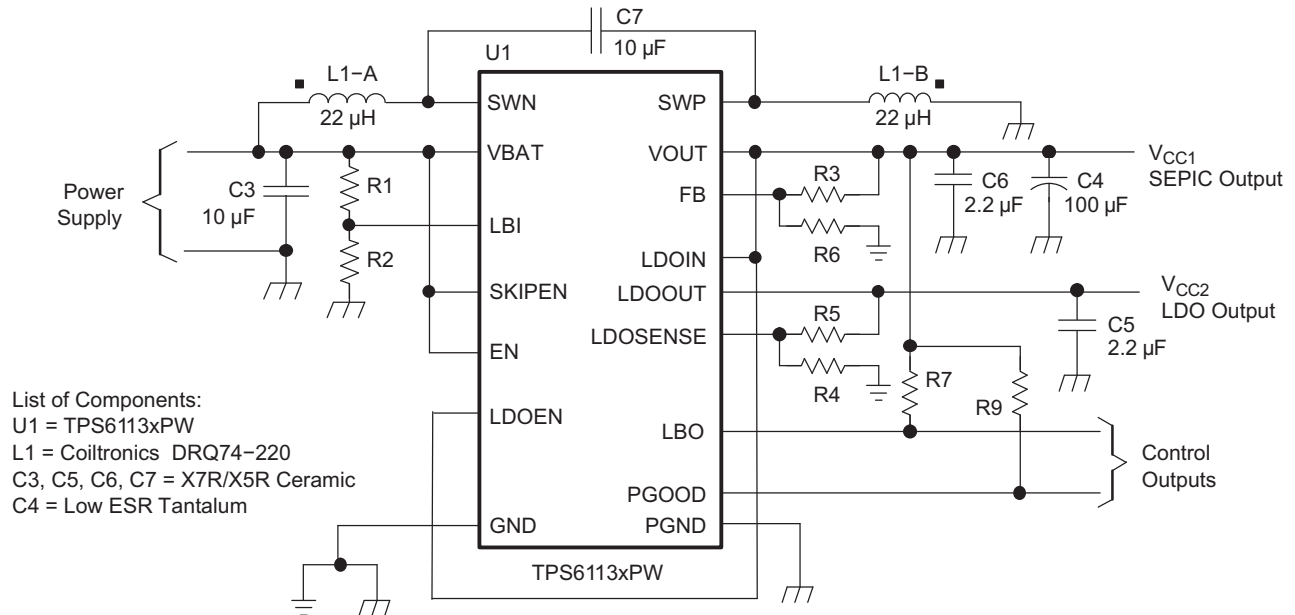 C7
10 µF
U1
L1−A
22 µH
L1−B
22 µH
SWN
SWP
VBAT
VOUT
VCC1
SEPIC Output
Power
Supply
C3
10 µF
R1
R3
FB
C6
2.2 µF
C4
100 µF
LBI
R6
R2
LDOIN
SKIPEN
LDOOUT
VCC2
LDO Output
R5
LDOSENSE
C5
2.2 µF
EN
R4
R7
R9
List of Components:
U1 = TPS6113xPW
L1 = Coiltronics DRQ74−220
C3, C5, C6, C7 = X7R/X5R Ceramic
C4 = Low ESR Tantalum
LDOEN
LBO
Control
Outputs
PGOOD
GND
PGND
TPS6113xPW